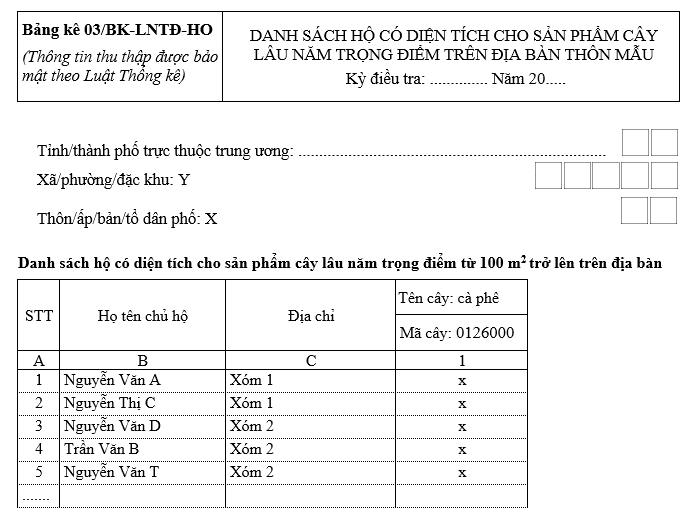 Bảng kê 03/BK-LNTĐ-HO
(Thông tin thu thập được bảo
mật theo Luật Thống kê)
DANH SÁCH HỘ CÓ DIỆN TÍCH CHO SẢN PHẨM CÂY
LÂU NĂM TRỌNG ĐIỂM TRÊN ĐỊA BÀN THÔN MẪU
Kỳ điều tra: .............. Năm 20.....
Tỉnh/thành phố trực thuộc trung ương: ...............................................................................
Xã/phường/đặc khu: Y
Thôn/ấp/bản/tổ dân phố: X
Danh sách hộ có diện tích cho sản phẩm cây lâu năm trọng điểm từ 100 m² trở lên trên địa bàn
STT Họ tên chủ hộ Địa chỉ Tên cây: cà phê
Mã cây: 0126000
A B C 1
1 Nguyễn Văn A Xóm 1 x
2 Nguyễn Thị C Xóm 1 x
3 Nguyễn Văn D Xóm 2 x
4 Trần Văn B Xóm 2 x
5 Nguyễn Văn T Xóm 2 x
.......